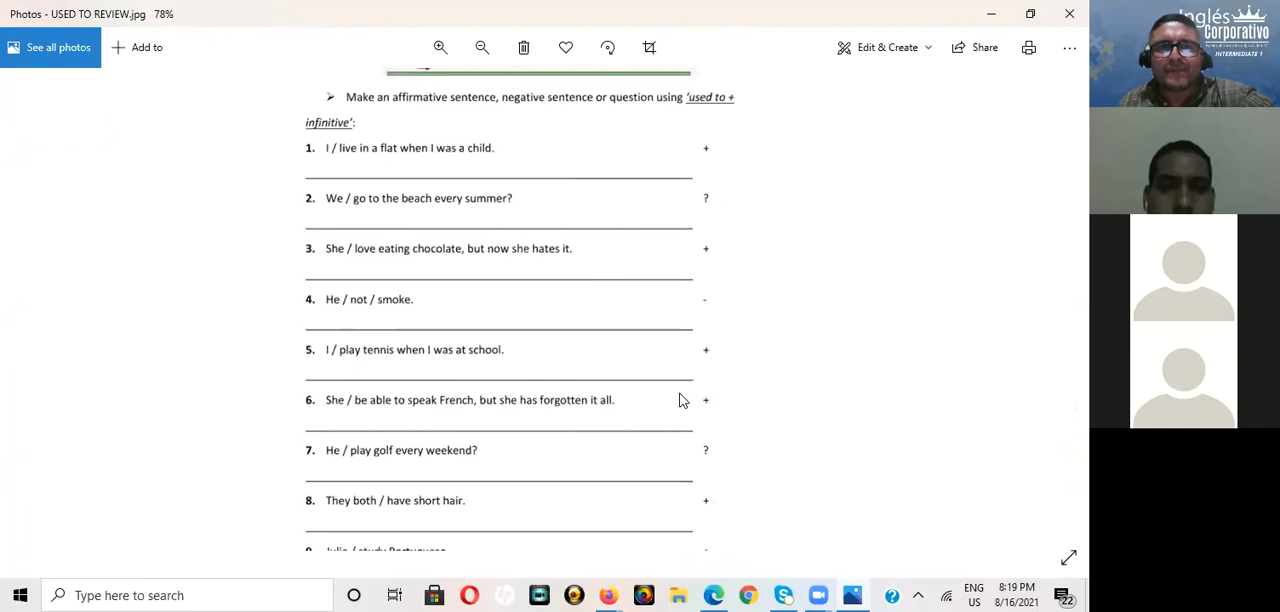 Photos - USED TO REVIEW.jpg 78%
See all photos
Add to
Edit & Create
Share
Inglés
Corporativo
INTERMEDIATE 1
Make an affirmative sentence, negative sentence or question using 'used to +
infinitive':
1. I / live in a flat when I was a child. +
2. We / go to the beach every summer? ?
3. She / love eating chocolate, but now she hates it. +
4. He / not / smoke. -
5. I / play tennis when I was at school. +
6. She / be able to speak French, but she has forgotten it all. +
7. He / play golf every weekend? ?
8. They both / have short hair. +
9. Julie / study Portuguese
Type here to search
ENG
US
8:19 PM
8/16/2021
22